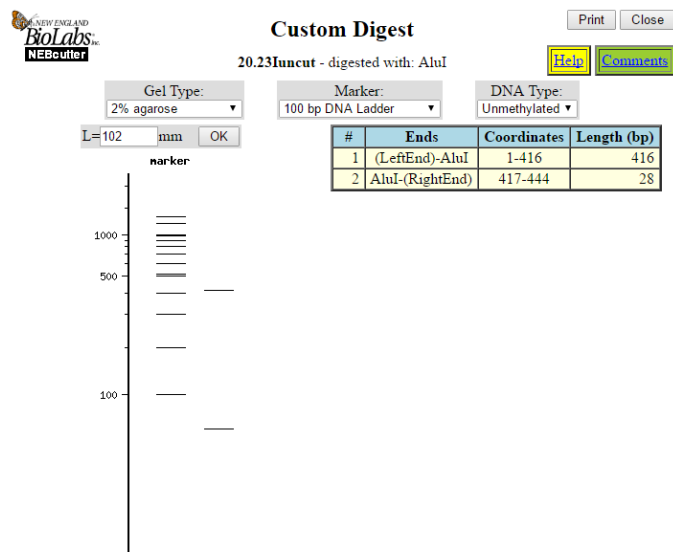 NEW ENGLAND
BioLabs Inc.
NEBcutter
Custom Digest
Print
Close
20.23Iuncut - digested with: AluI
Help
Comments
Gel Type:
2% agarose
Marker:
100 bp DNA Ladder
DNA Type:
Unmethylated
L=102 mm OK
# Ends Coordinates Length (bp)
1 (LeftEnd)-AluI 1-416 416
2 AluI-(RightEnd) 417-444 28
marker
1000
500
100